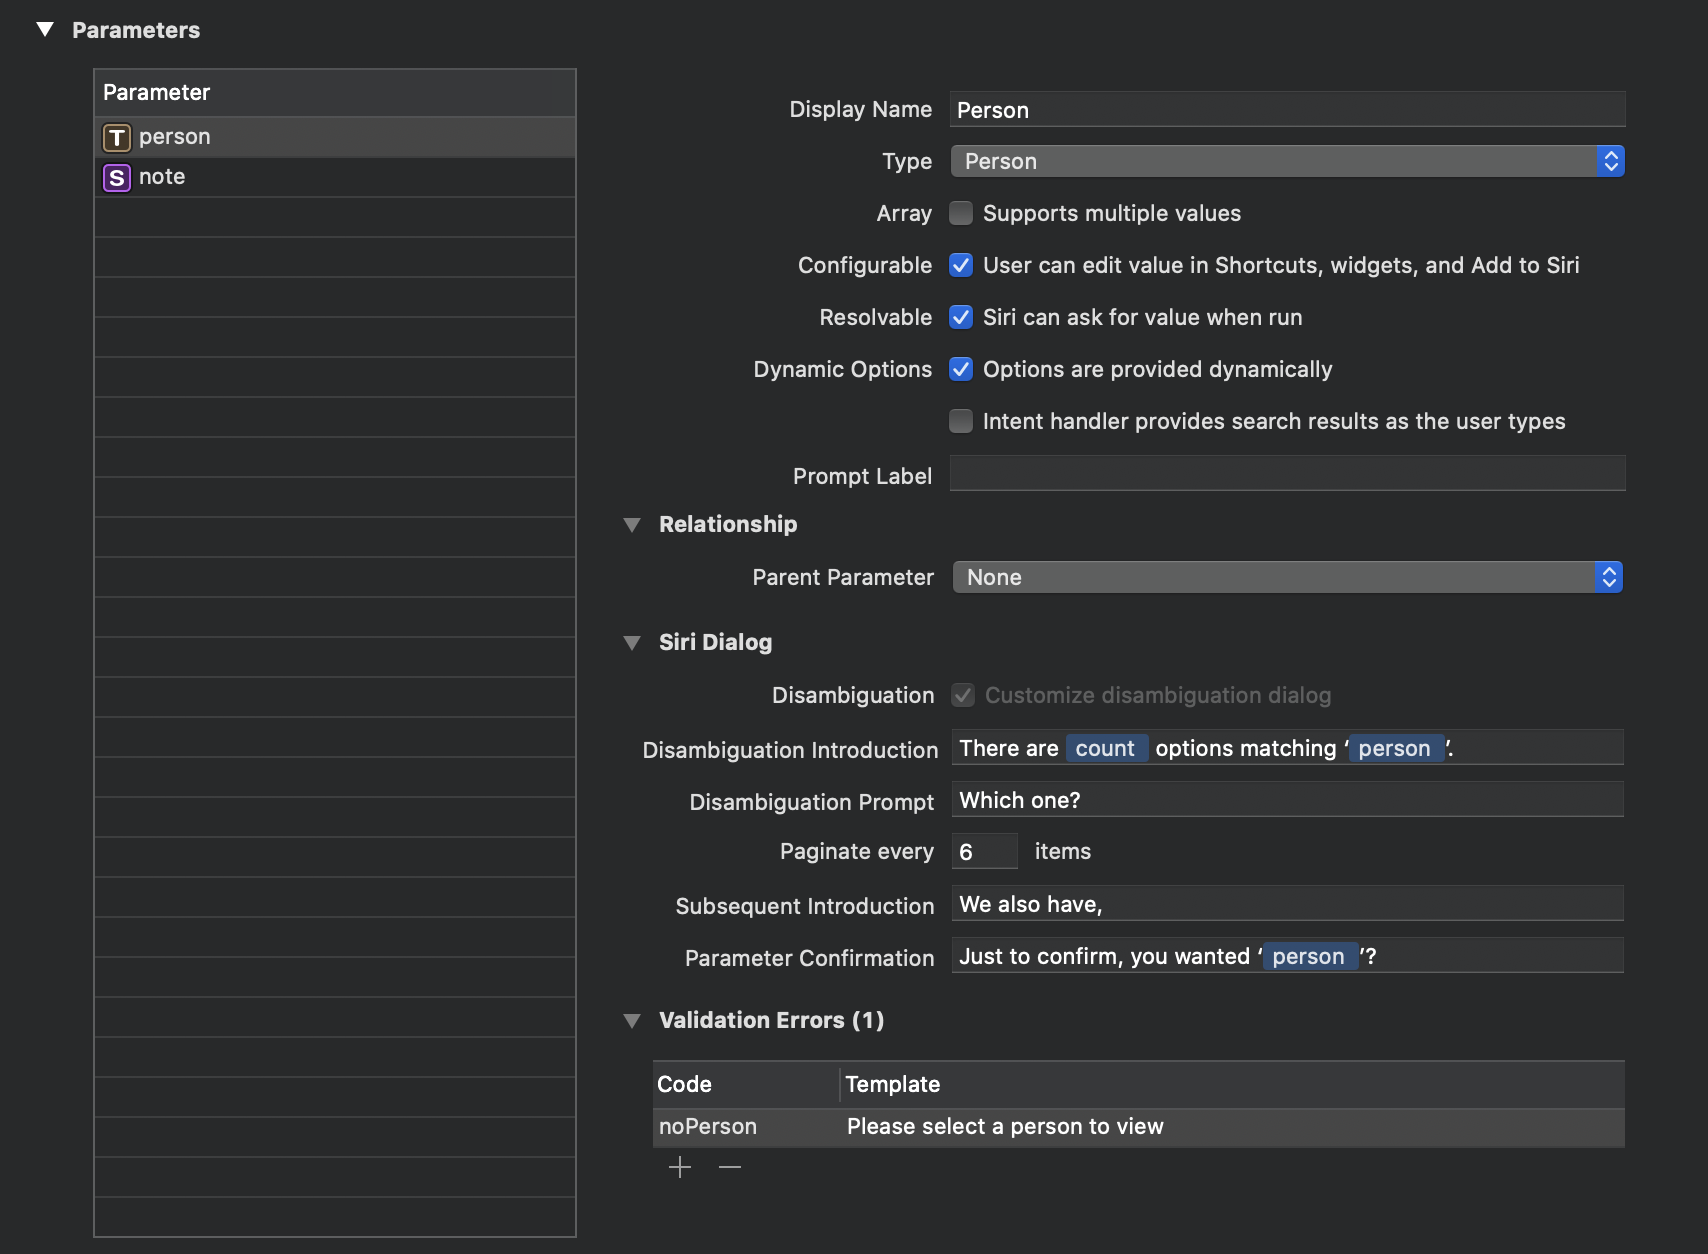 Parameters
Parameter
T person
S note
Display Name Person
Type Person
Array Supports multiple values
Configurable User can edit value in Shortcuts, widgets, and Add to Siri
Resolvable Siri can ask for value when run
Dynamic Options Options are provided dynamically
Intent handler provides search results as the user types
Prompt Label
Relationship
Parent Parameter None
Siri Dialog
Disambiguation Customize disambiguation dialog
Disambiguation Introduction There are count options matching ‘ person ’.
Disambiguation Prompt Which one?
Paginate every 6 items
Subsequent Introduction We also have,
Parameter Confirmation Just to confirm, you wanted ‘ person ’?
Validation Errors (1)
Code Template
noPerson Please select a person to view